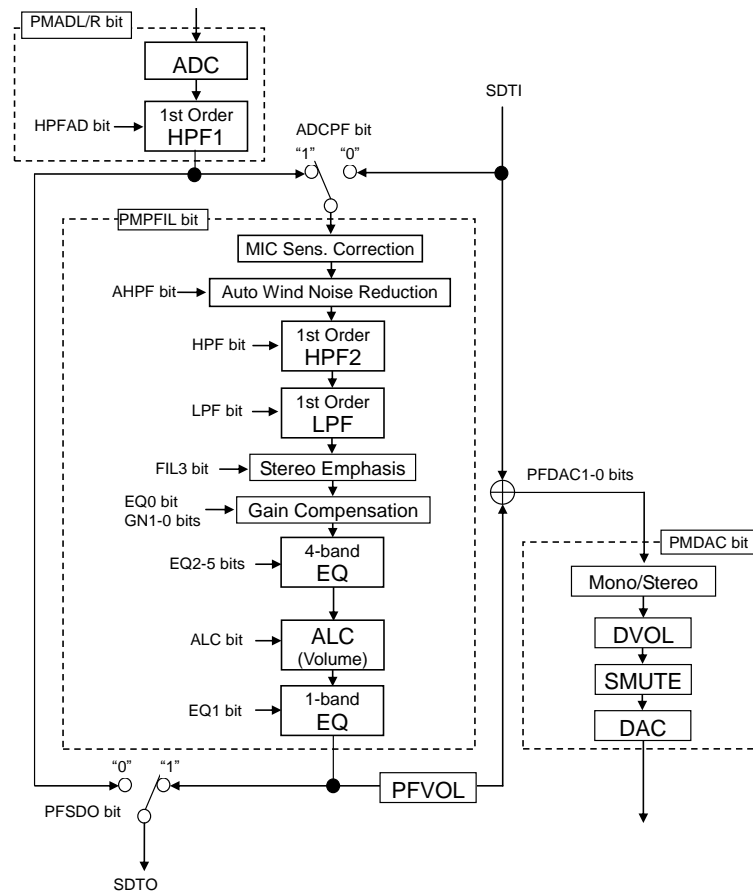 PMADL/R bit
ADC
HPFAD bit
1st Order
HPF1
SDTI
ADCPF bit
“1” “0”
PMPFIL bit
MIC Sens. Correction
AHPF bit
Auto Wind Noise Reduction
HPF bit
1st Order
HPF2
LPF bit
1st Order
LPF
FIL3 bit
Stereo Emphasis
PFDAC1-0 bits
EQ0 bit
GN1-0 bits
Gain Compensation
PMDAC bit
EQ2-5 bits
4-band
EQ
Mono/Stereo
ALC bit
ALC
(Volume)
DVOL
SMUTE
EQ1 bit
1-band
EQ
DAC
“0” “1”
PFSDO bit
PFVOL
SDTO